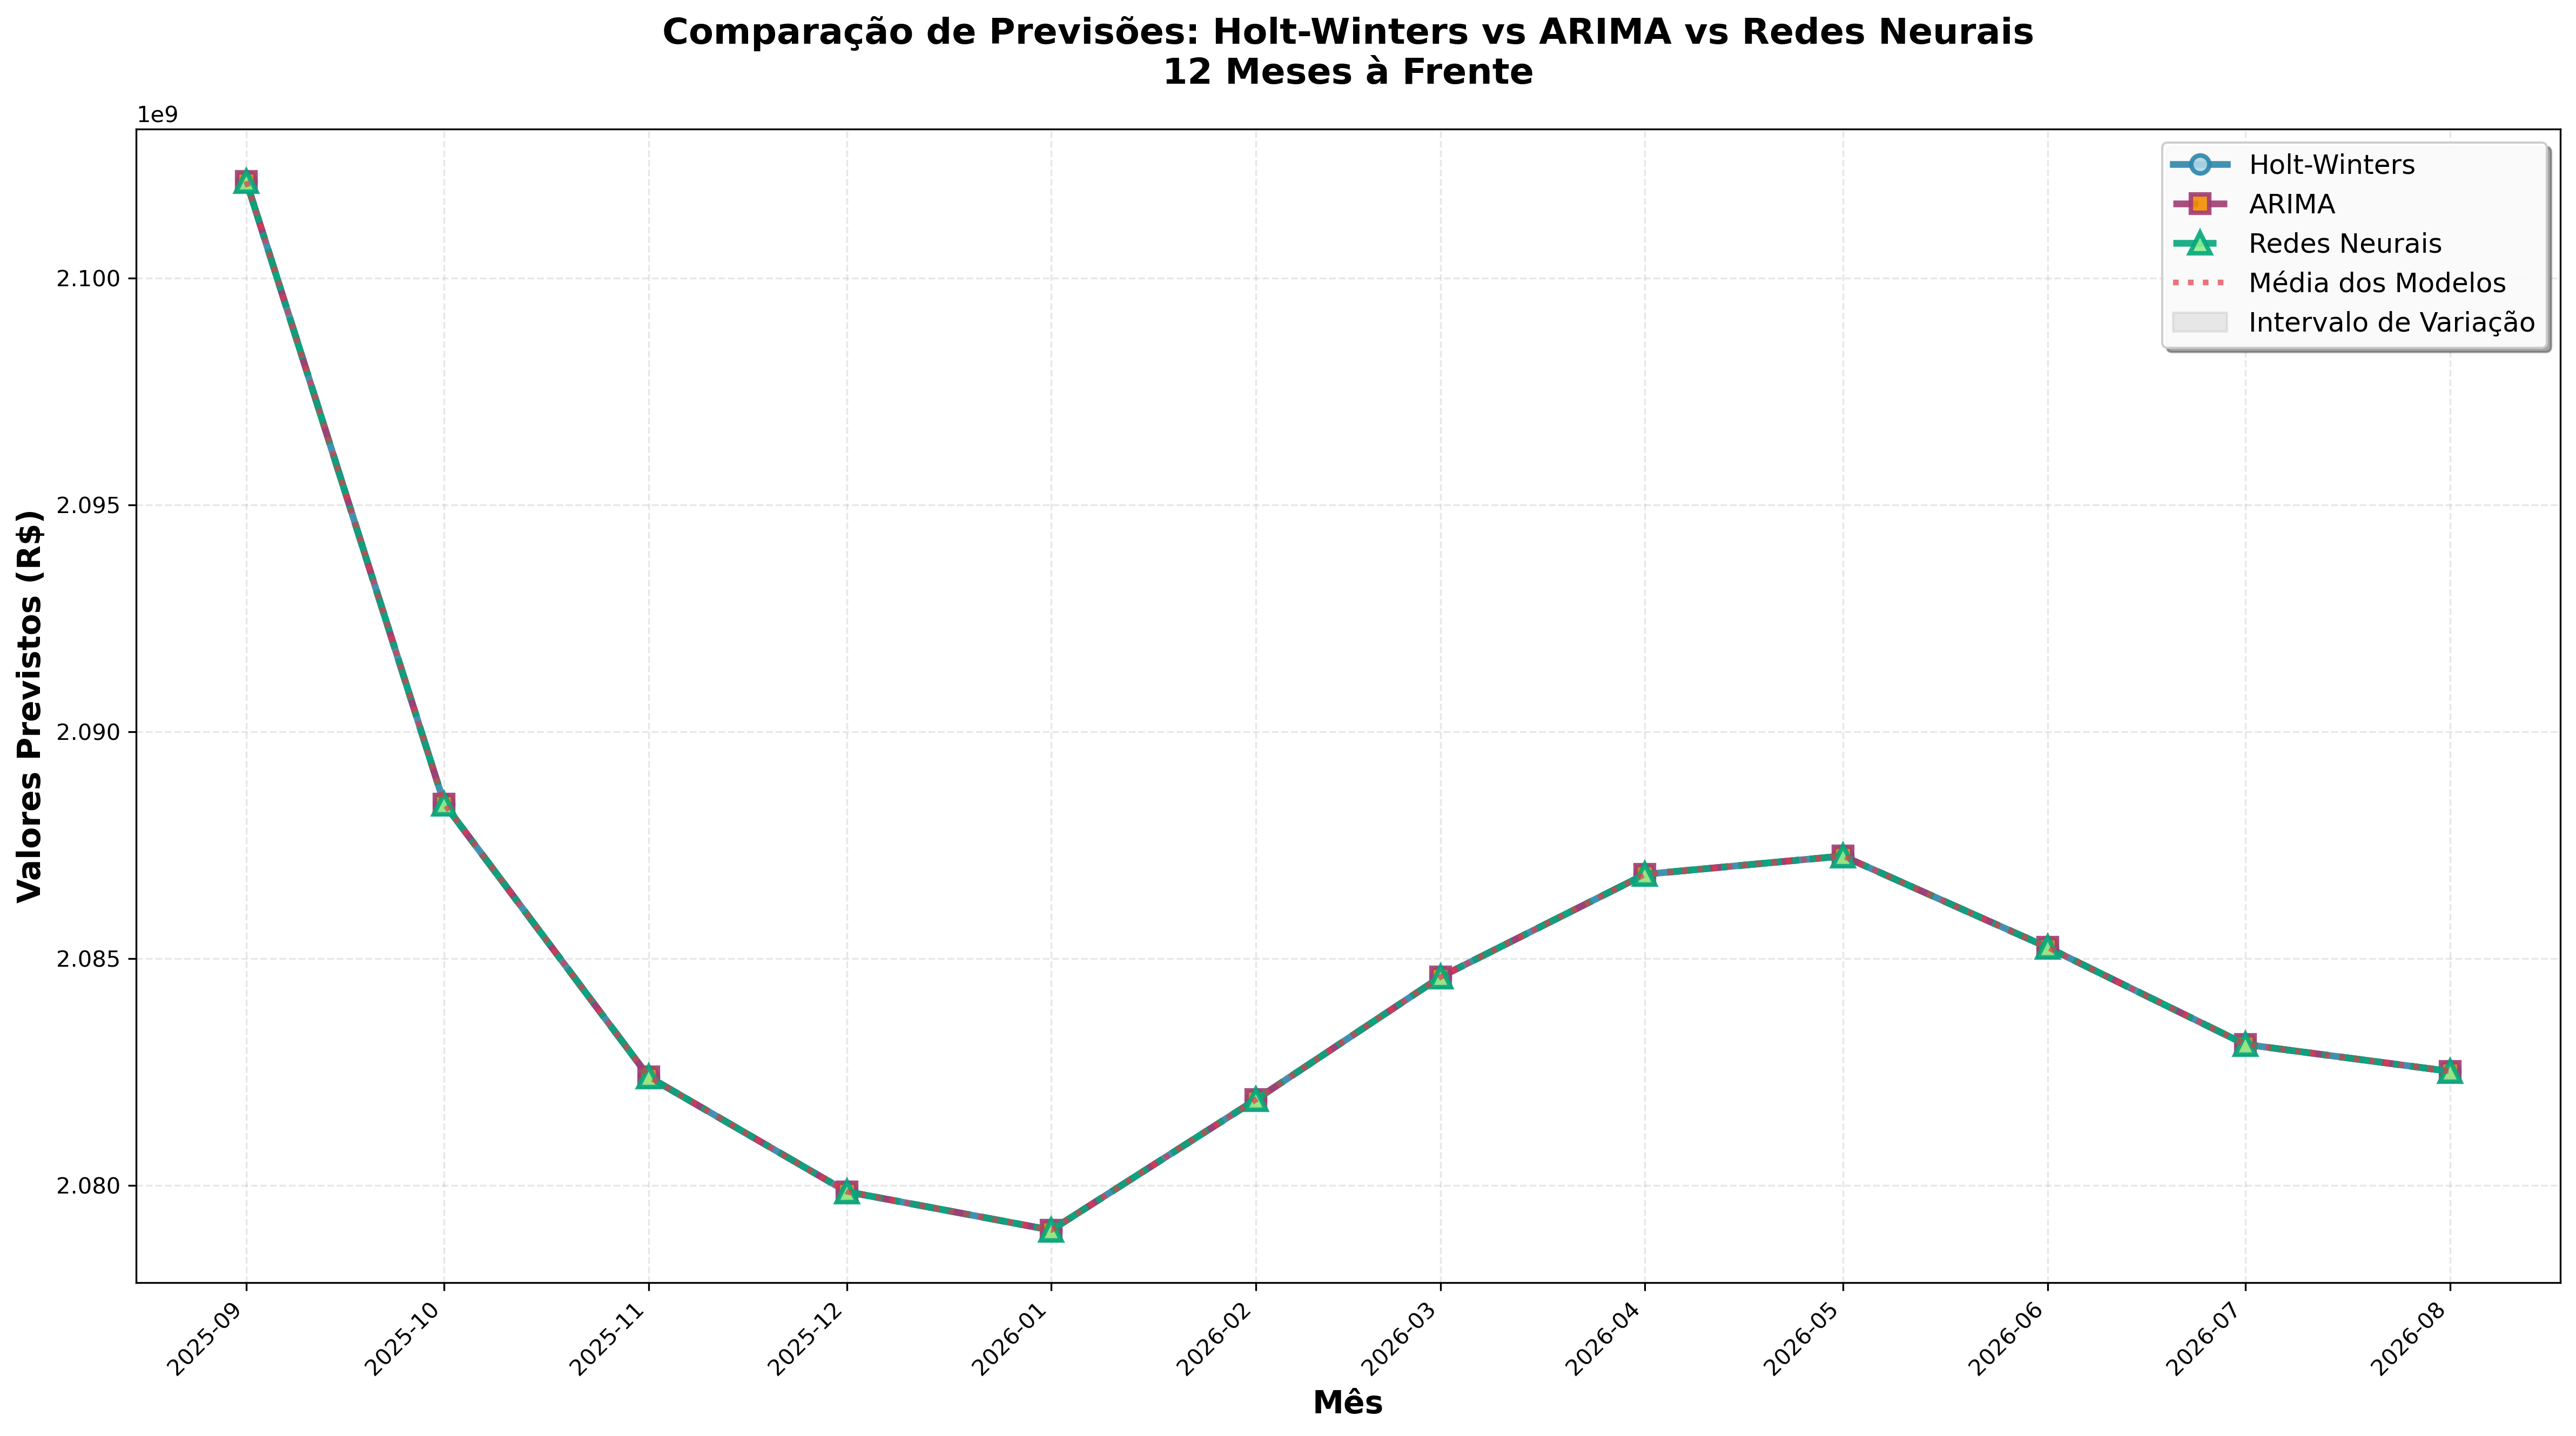 Comparação de Previsões: Holt-Winters vs ARIMA vs Redes Neurais
12 Meses à Frente
1e9
Holt-Winters
ARIMA
Redes Neurais
Média dos Modelos
Intervalo de Variação
Valores Previstos (R$)
2.100
2.095
2.090
2.085
2.080
2025-09
2025-10
2025-11
2025-12
2026-01
2026-02
2026-03
2026-04
2026-05
2026-06
2026-07
2026-08
Mês